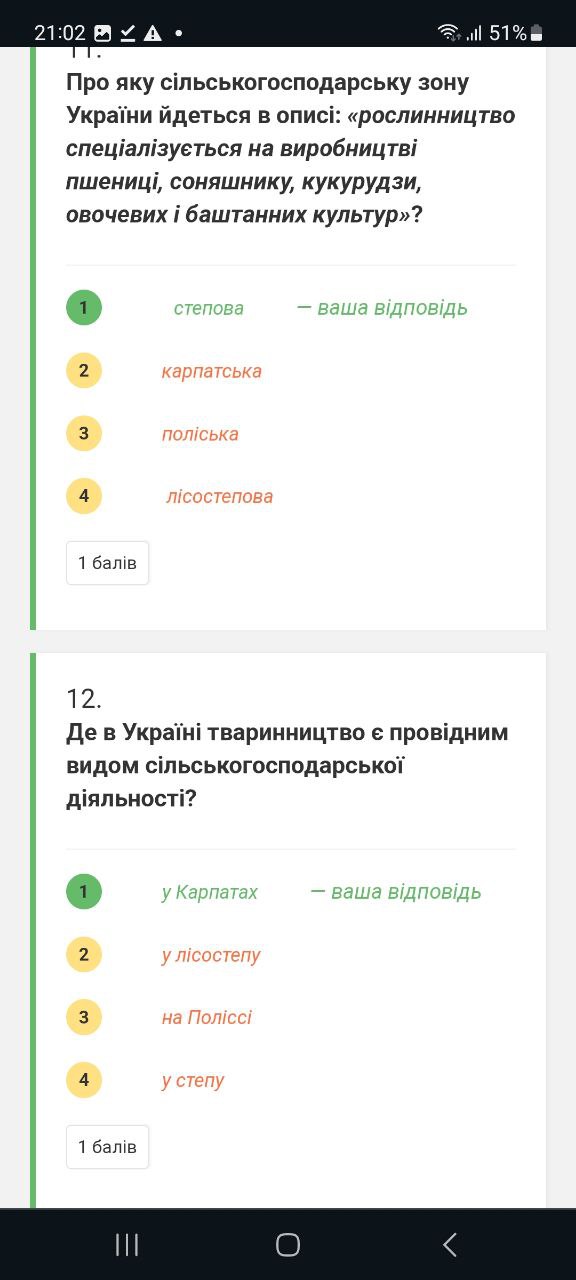 21:02 51%
11.
Про яку сільськогосподарську зону
України йдеться в описі: «рослинництво
спеціалізується на виробництві
пшениці, соняшнику, кукурудзи,
овочевих і баштанних культур»?
1 степова — ваша відповідь
2 карпатська
3 поліська
4 лісостепова
1 балів
12.
Де в Україні тваринництво є провідним
видом сільськогосподарської
діяльності?
1 у Карпатах — ваша відповідь
2 у лісостепу
3 на Поліссі
4 у степу
1 балів